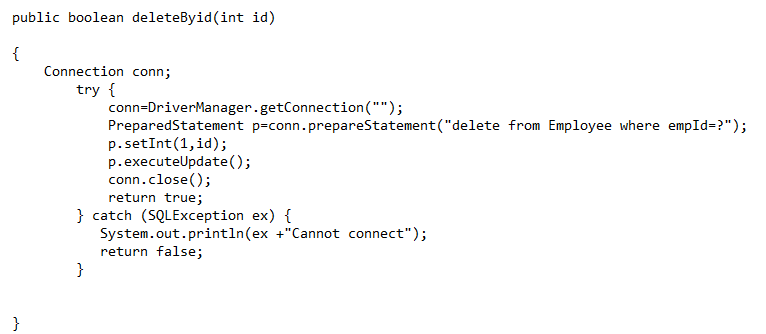 public boolean deleteByid(int id)
{
Connection conn;
try {
conn=DriverManager.getConnection("");
PreparedStatement p=conn.prepareStatement("delete from Employee where empId=?");
p.setInt(1,id);
p.executeUpdate();
conn.close();
return true;
} catch (SQLException ex) {
System.out.println(ex +"Cannot connect");
return false;
}
}